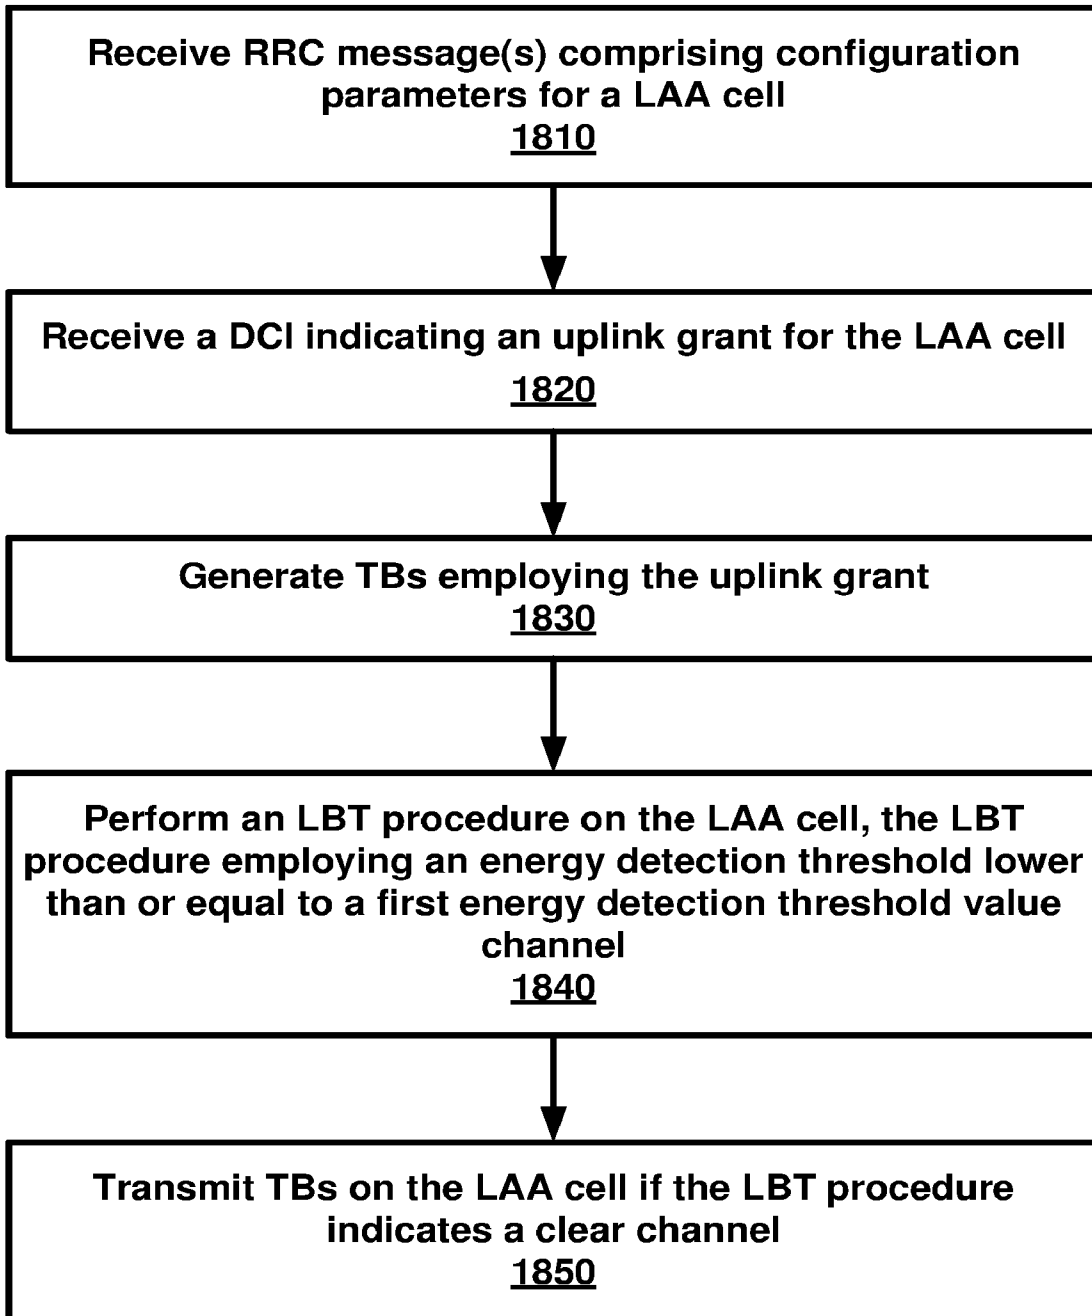 Receive RRC message(s) comprising configuration
parameters for a LAA cell
1810
Receive a DCI indicating an uplink grant for the LAA cell
1820
Generate TBs employing the uplink grant
1830
Perform an LBT procedure on the LAA cell, the LBT
procedure employing an energy detection threshold lower
than or equal to a first energy detection threshold value
channel
1840
Transmit TBs on the LAA cell if the LBT procedure
indicates a clear channel
1850